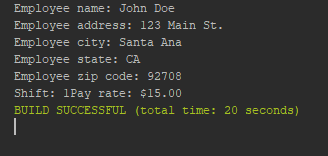 Employee name: John Doe
Employee address: 123 Main St.
Employee city: Santa Ana
Employee state: CA
Employee zip code: 92708
Shift: 1Pay rate: $15.00
BUILD SUCCESSFUL (total time: 20 seconds)